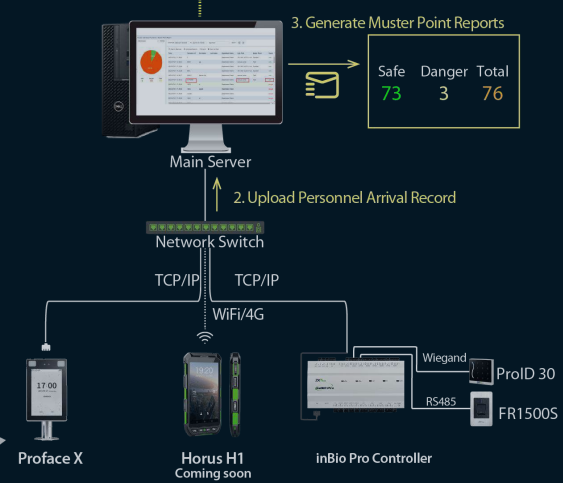 3. Generate Muster Point Reports
Safe Danger Total
73 3 76
Main Server
2. Upload Personnel Arrival Record
Network Switch
TCP/IP TCP/IP
WiFi/4G
17 00
19:20
Wiegand
ProID 30
RS485
FR1500S
Proface X
Horus H1
Coming soon
inBio Pro Controller